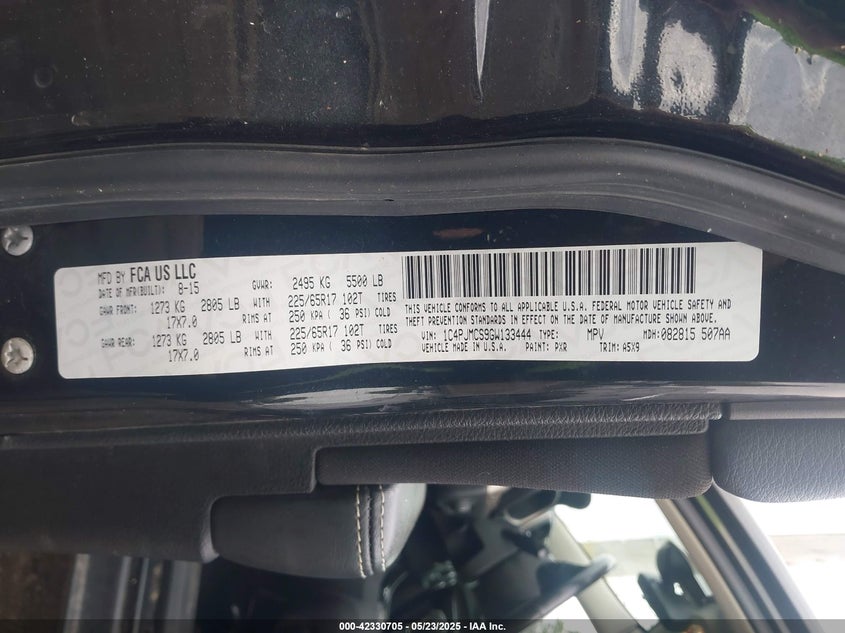 MFD BY FCA US LLC
DATE OF MFR(BUILT): 8-15
GVWR: 2495 KG 5500 LB
GAWR FRONT: 1273 KG 2805 LB WITH 225/65R17 102T TIRES
17X7.0 RIMS AT 250 KPA ( 36 PSI) COLD
GAWR REAR: 1273 KG 2805 LB WITH 225/65R17 102T TIRES
17X7.0 RIMS AT 250 KPA ( 36 PSI) COLD
THIS VEHICLE CONFORMS TO ALL APPLICABLE U.S.A. FEDERAL MOTOR VEHICLE SAFETY AND
THEFT PREVENTION STANDARDS IN EFFECT ON THE DATE OF MANUFACTURE SHOWN ABOVE.
VIN: 1C4PJMCS9GW133444 TYPE: MPV MDH: 082815 507AA
VEHICLE MADE IN U.S.A. PAINT: PXR TRIM: A5X9
000-42330705 - 05/23/2025 - IAA Inc.